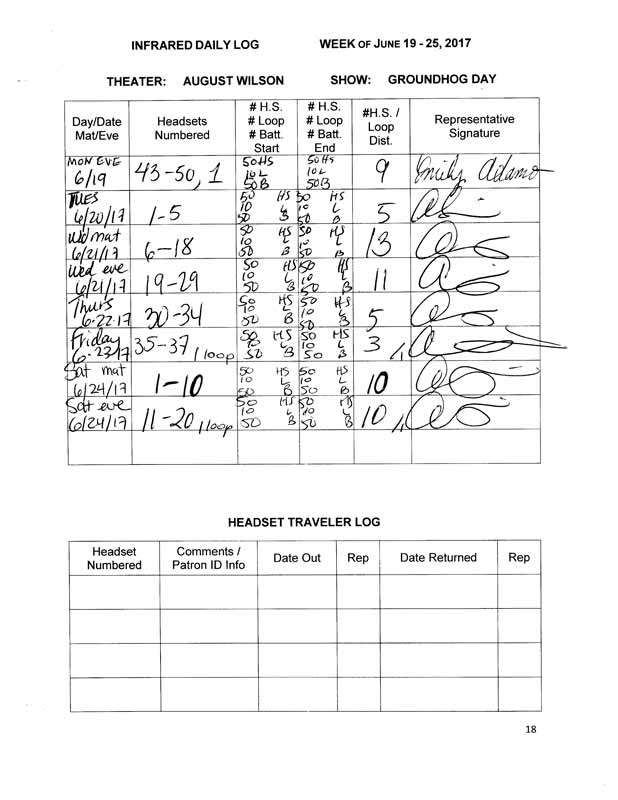 INFRARED DAILY LOG WEEK OF JUNE 19 - 25, 2017
THEATER: AUGUST WILSON SHOW: GROUNDHOG DAY
Day/Date
Mat/Eve
Headsets
Numbered
# H.S.
# Loop
# Batt.
Start
# H.S.
# Loop
# Batt.
End
#H.S. /
Loop
Dist.
Representative
Signature
MON EVE
6/19
43-50, 1
50 HS
10 L
50 B
50 HS
10 L
50 B
9
Emily Adamo
TUES
6/20/17
1-5
50 HS
10 L
50 B
50 HS
10 L
50 B
5
Wed mat
6/21/17
6-18
50 HS
10 L
50 B
50 HS
10 L
50 B
13
Wed eve
6/21/17
19-29
50 HS
10 L
50 B
50 HS
10 L
50 B
11
Thurs
6.22.17
30-34
50 HS
10 L
50 B
50 HS
10 L
50 B
5
Friday
6.23/17
35-37, 1 loop
50 HS
10 L
50 B
50 HS
10 L
50 B
3, 1L
Sat mat
6/24/17
1-10
50 HS
10 L
50 B
50 HS
10 L
50 B
10
Sat eve
6/24/17
11-20, 1 loop
50 HS
10 L
50 B
50 HS
10 L
50 B
10, 1L
HEADSET TRAVELER LOG
Headset
Numbered
Comments /
Patron ID Info
Date Out
Rep
Date Returned
Rep
18